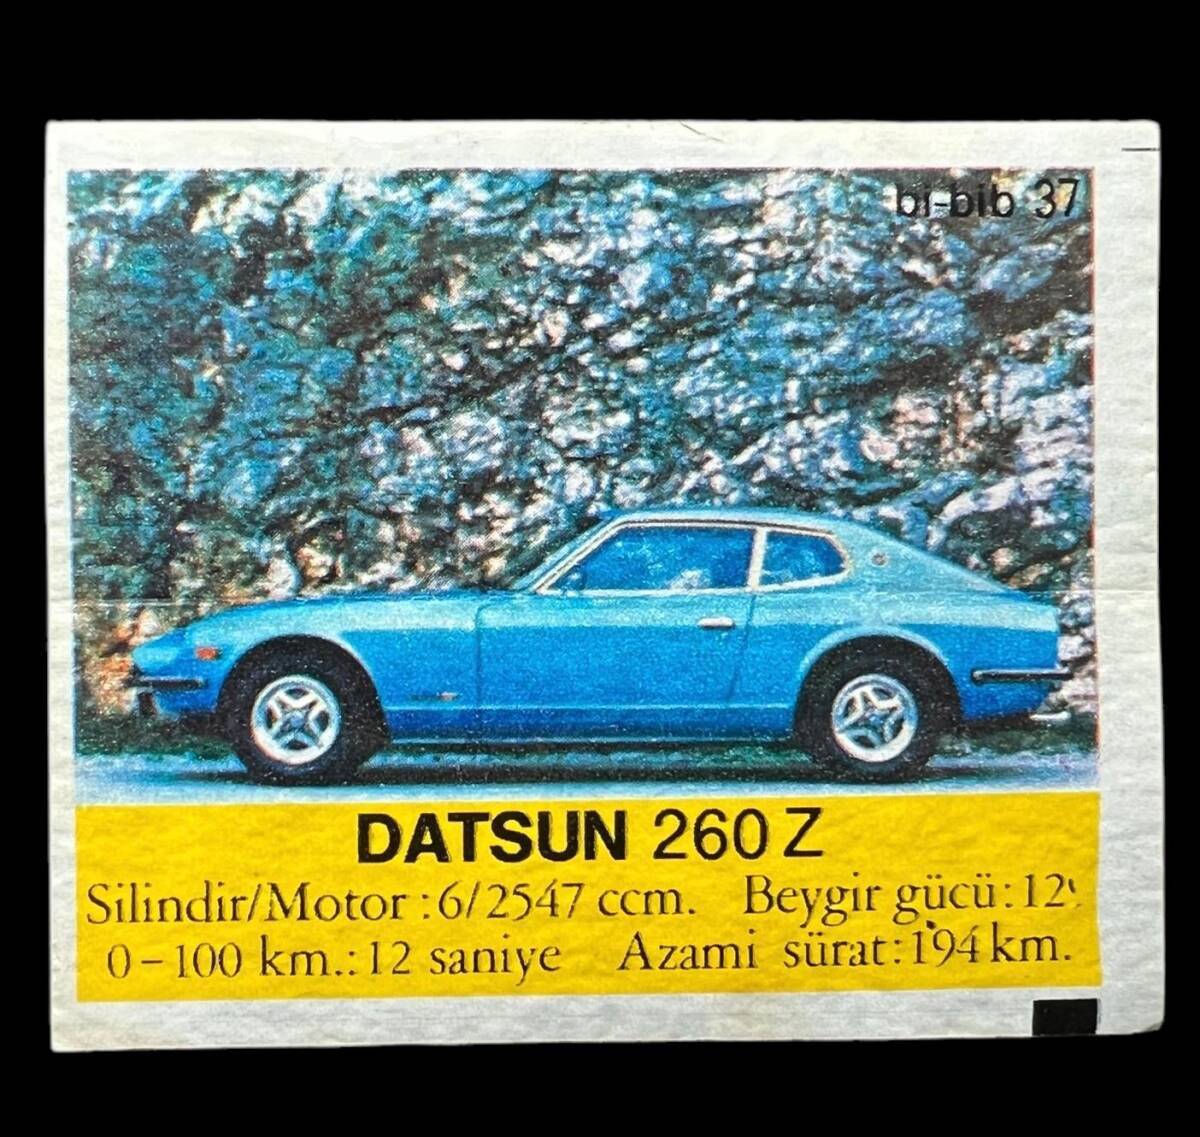 bi-bib 37
DATSUN 260 Z
Silindir/Motor : 6/2547 ccm. Beygir gücü:
0-100 km.: 12 saniye Azami sürat: 194 km.